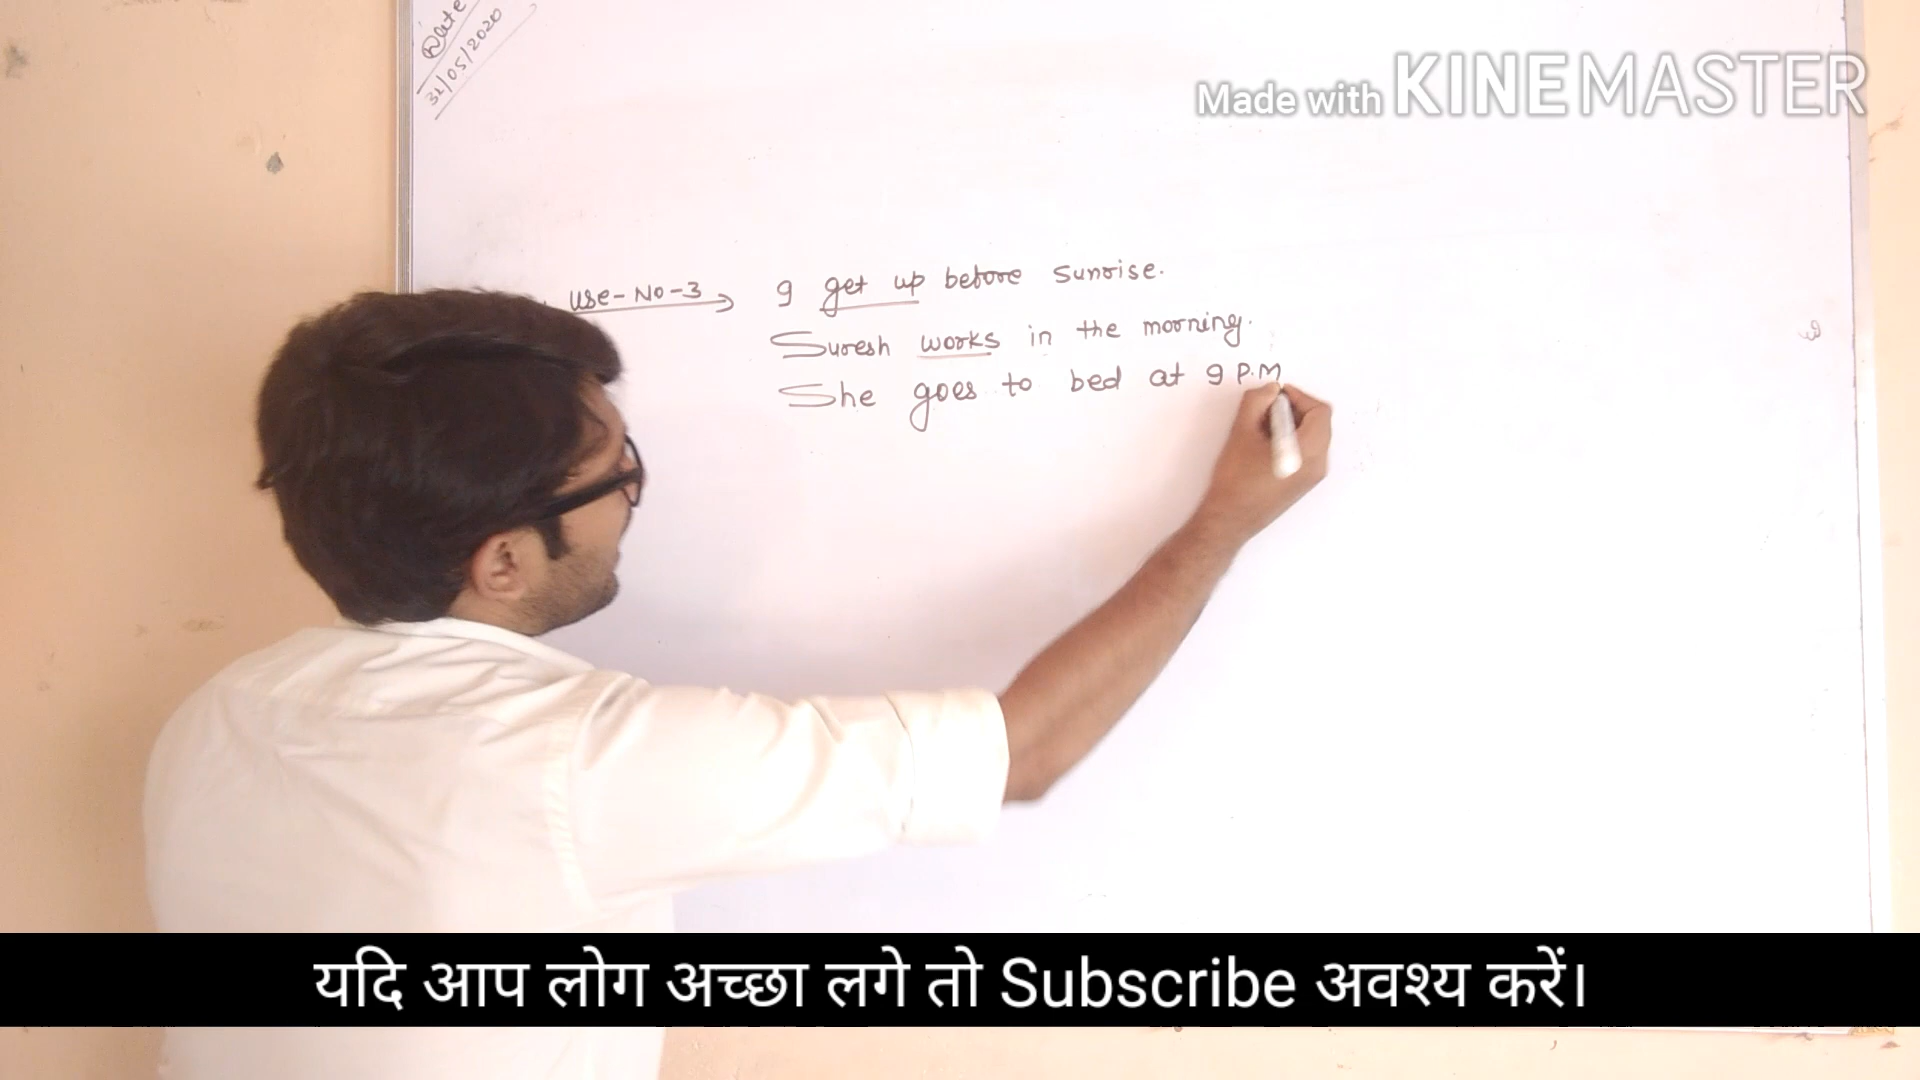 Date
31/05/2020
Made with KINEMASTER
Use-No-3 → I get up before sunrise.
Suresh works in the morning.
She goes to bed at 9 P.M
यदि आप लोग अच्छा लगे तो Subscribe अवश्य करें।